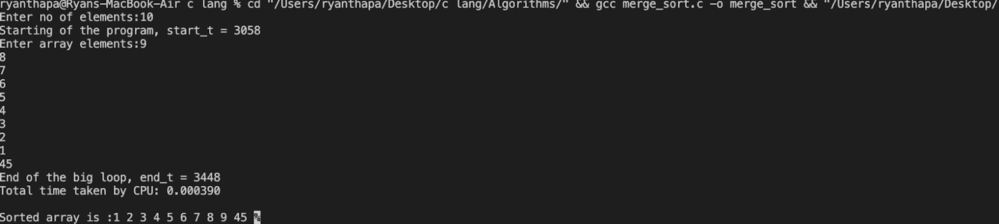 ryanthapa@Ryans-MacBook-Air c lang % cd "/Users/ryanthapa/Desktop/c lang/Algorithms/" && gcc merge_sort.c -o merge_sort && "/Users/ryanthapa/Desktop/
Enter no of elements:10
Starting of the program, start_t = 3058
Enter array elements:9
8
7
6
5
4
3
2
1
45
End of the big loop, end_t = 3448
Total time taken by CPU: 0.000390
Sorted array is :1 2 3 4 5 6 7 8 9 45 %